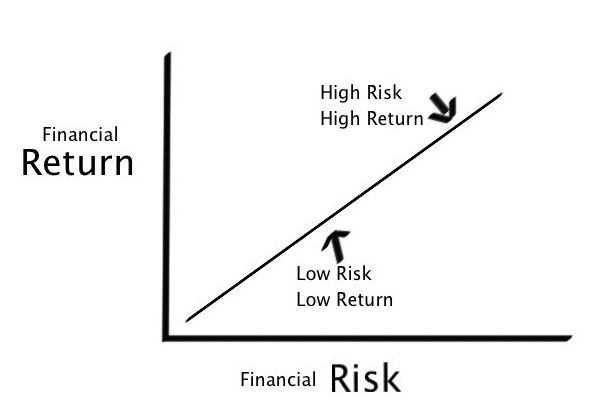 High Risk
High Return
Financial
Return
Low Risk
Low Return
Financial Risk